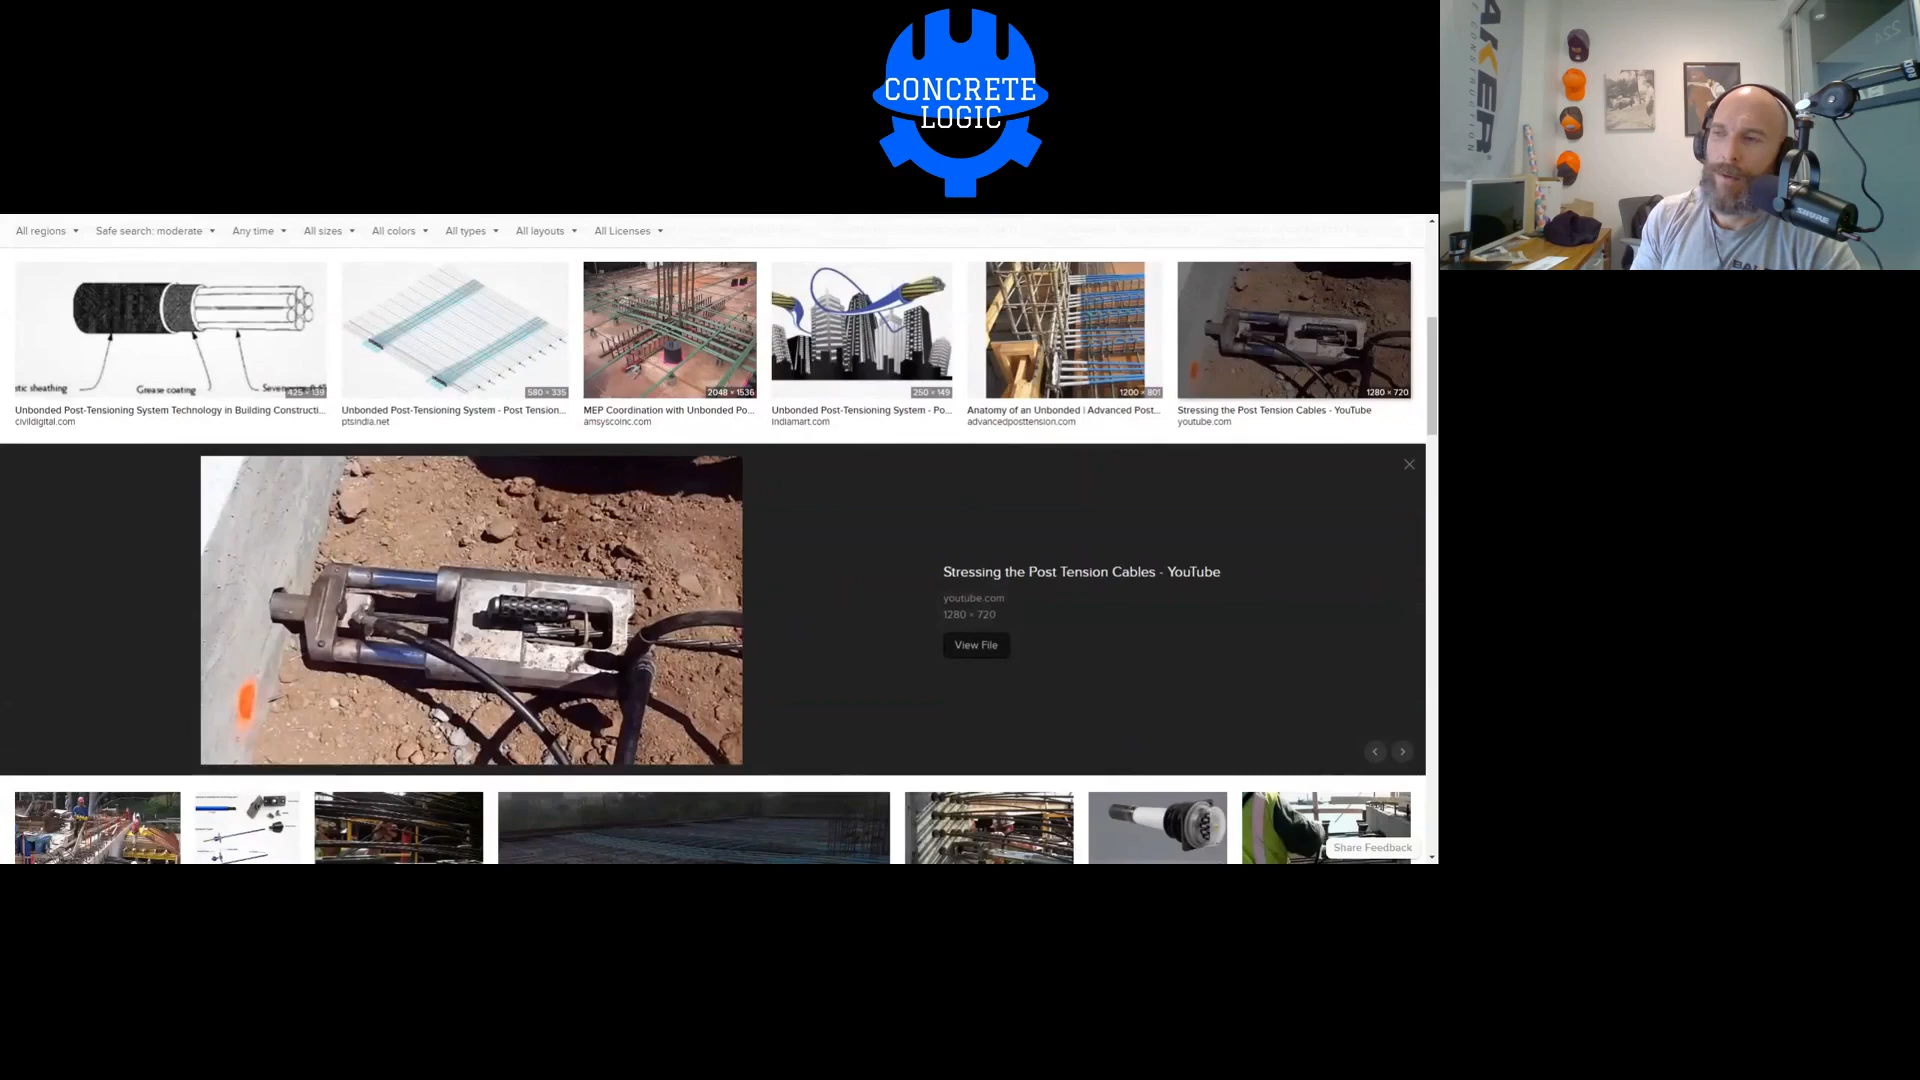 CONCRETE
LOGIC
AKER
CONSTRUCTION
SHURE
All regions Safe search: moderate Any time All sizes All colors All types All layouts All Licenses
stic sheathing
Grease coating
425 × 139
580 × 335
2048 × 1536
250 × 149
1200 × 801
1280 × 720
Unbonded Post-Tensioning System Technology in Building Constructi...
civildigital.com
Unbonded Post-Tensioning System - Post Tension...
ptsindia.net
MEP Coordination with Unbonded Po...
amsyscoinc.com
Unbonded Post-Tensioning System - Po...
indiamart.com
Anatomy of an Unbonded | Advanced Post...
advancedposttension.com
Stressing the Post Tension Cables - YouTube
youtube.com
Stressing the Post Tension Cables - YouTube
youtube.com
1280 × 720
View File
Share Feedback